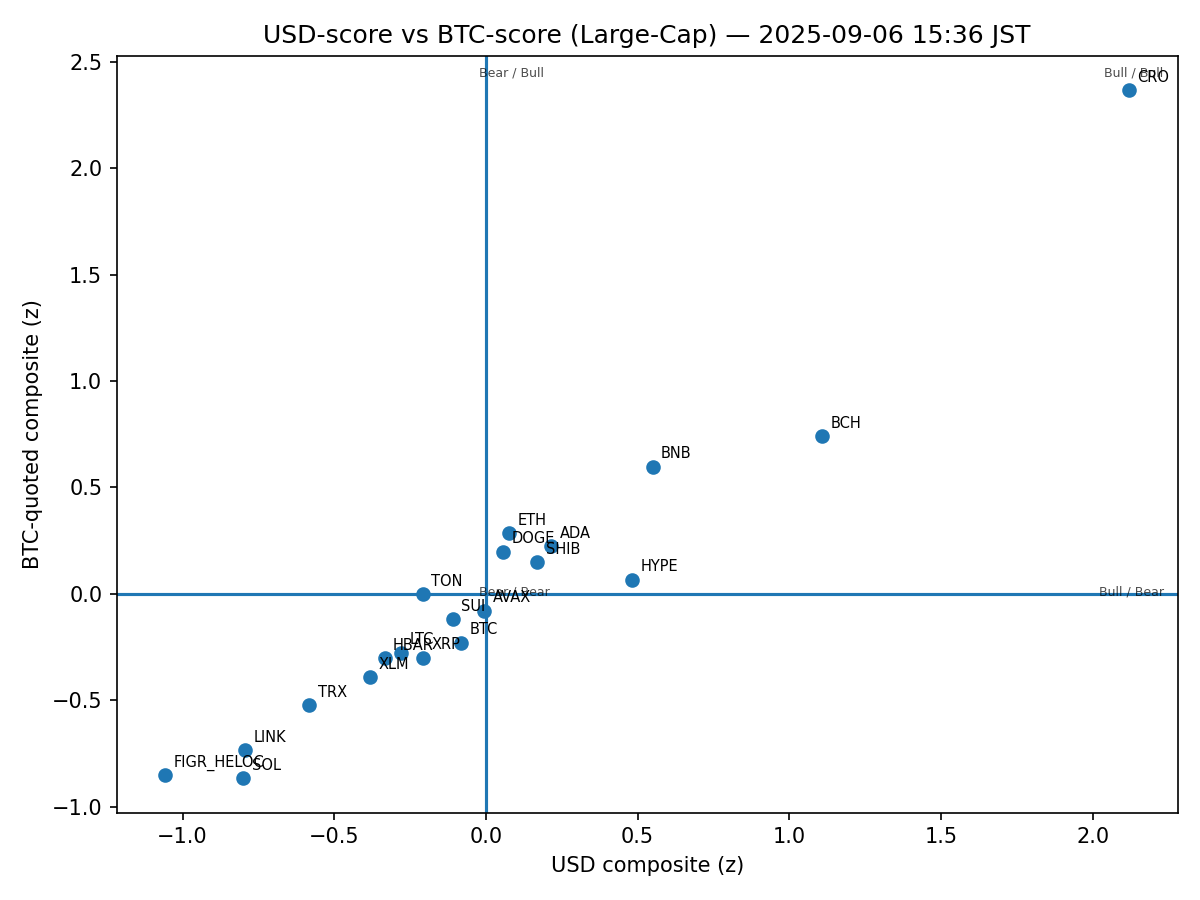 USD-score vs BTC-score (Large-Cap) — 2025-09-06 15:36 JST
2.5
Bear / Bull
Bull / Bull
CRO
2.0
1.5
1.0
BCH
BNB
0.5
ETH
ADA
DOGE
SHIB
HYPE
TON
0.0
Bear / Bear
Bull / Bear
AVAX
SUI
BTC
LTC
HBAR
XRP
XLM
−0.5
TRX
LINK
FIGR_HELOC
SOL
−1.0
−1.0 −0.5 0.0 0.5 1.0 1.5 2.0
USD composite (z)
BTC-quoted composite (z)